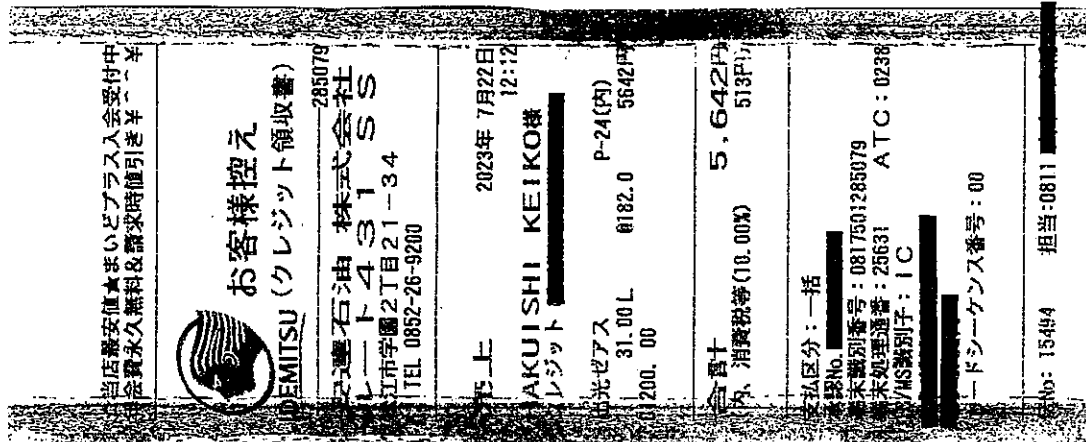 当店最安値★まいどプラス入会受付中
会費永久無料&請求時値引き
お客様控え
DEMITSU (クレジット領収書)
285079
石油 株式会社
レート431 SS
江市学園2丁目21-34
TEL 0852-26-9200
売上 2023年 7月22日
12:12
HAKUISHI KEIKO様
レジット
出光ゼアス P-24(内)
31.00L @182.0 5642円
01200. 00
合計 5,642円
内、消費税等(10.00%) 513円)
支払区分:一括
承認No.
端末識別番号:0817501285079
端末処理通番:25631 ATC:0238
/MS識別子:IC
ードシーケンス番号:00
No: 15494 担当:0811